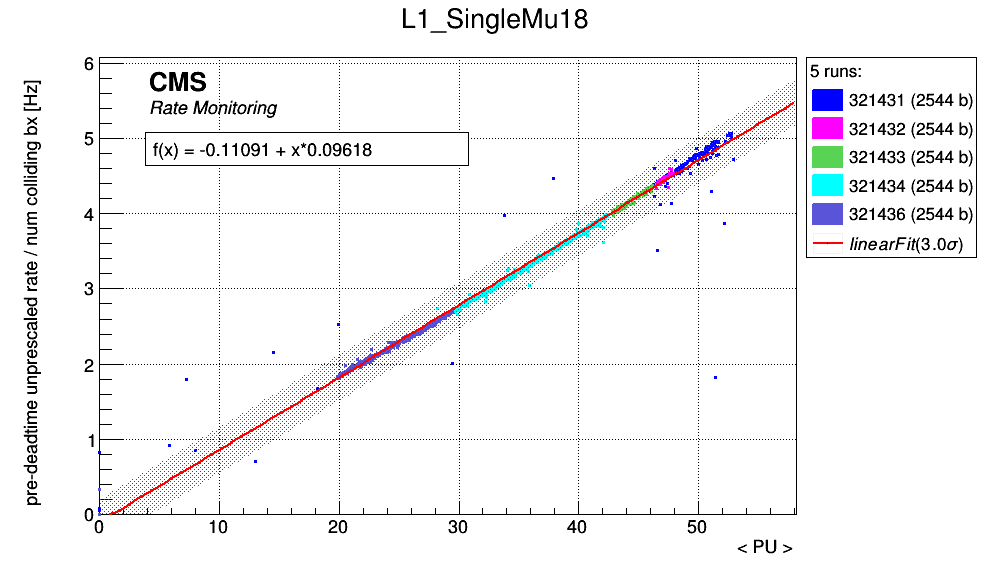 L1_SingleMu18
pre-deadtime unprescaled rate / num colliding bx [Hz]
6
5
4
3
2
1
0
CMS
Rate Monitoring
f(x) = -0.11091 + x*0.09618
0 10 20 30 40 50
< PU >
5 runs:
321431 (2544 b)
321432 (2544 b)
321433 (2544 b)
321434 (2544 b)
321436 (2544 b)
linearFit(3.0σ)